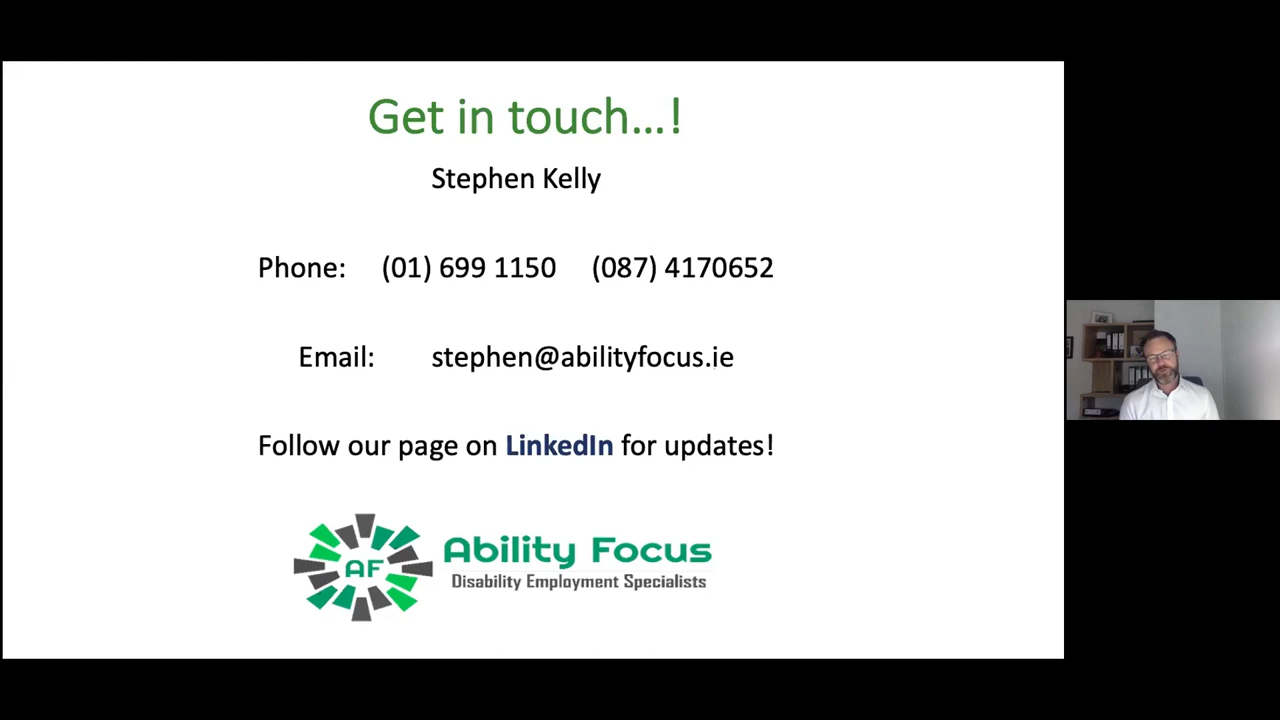 Get in touch...!
Stephen Kelly
Phone: (01) 699 1150 (087) 4170652
Email: stephen@abilityfocus.ie
Follow our page on LinkedIn for updates!
AF
Ability Focus
Disability Employment Specialists